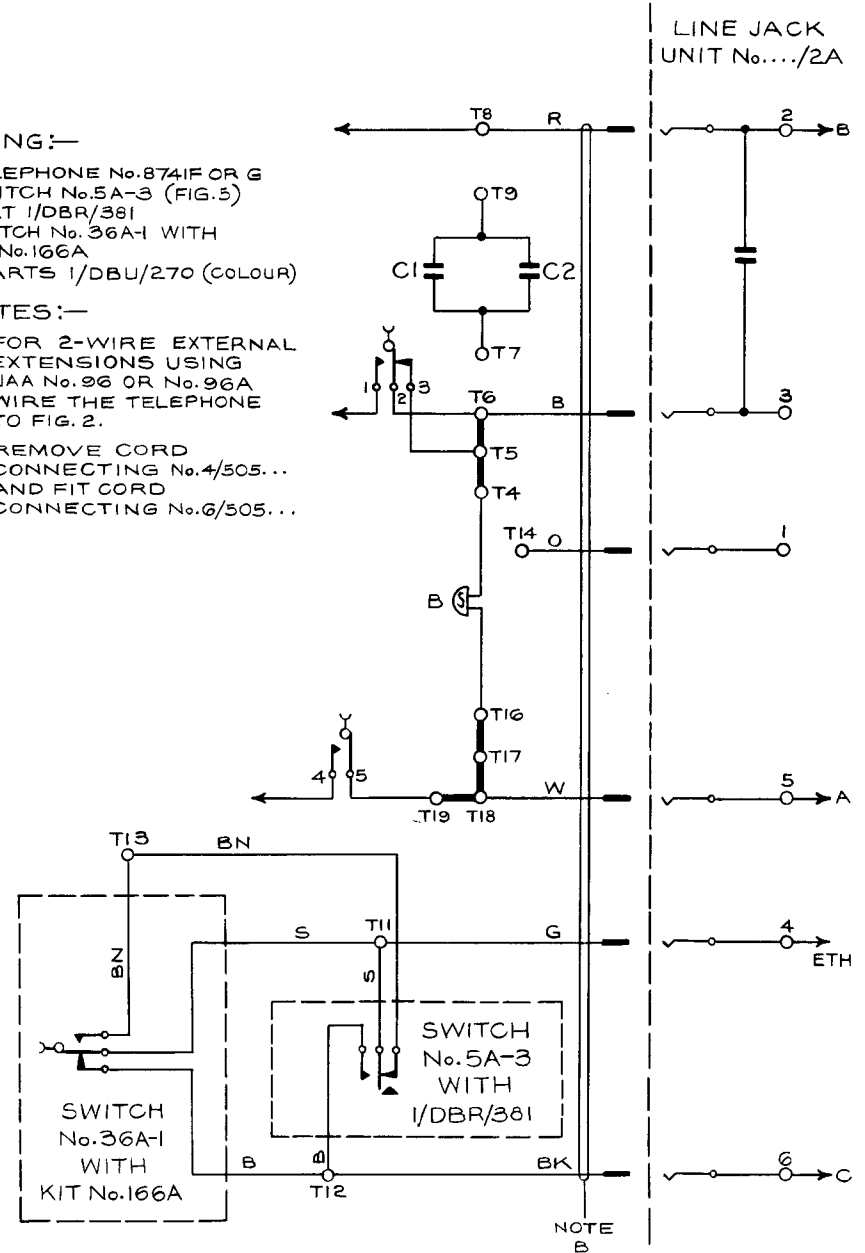 LINE JACK
UNIT No..../2A
NG:—
EPHONE No.8741F OR G
ITCH No.5A-3 (FIG.5)
T 1/DBR/381
TCH No.36A-1 WITH
No.166A
ARTS 1/DBU/270 (COLOUR)
TES:—
FOR 2-WIRE EXTERNAL
EXTENSIONS USING
No.96 OR No.96A
WIRE THE TELEPHONE
TO FIG.2.
REMOVE CORD
CONNECTING No.4/505...
AND FIT CORD
CONNECTING No.6/505...
T8
R
2
B
T9
C1
C2
T7
1
2
3
T6
B
3
T5
T4
T14
O
1
B
T16
T17
4
5
T19
T18
W
5
A
T13
BN
BN
S
T11
G
4
ETH
S
SWITCH
No.5A-3
WITH
1/DBR/381
SWITCH
No.36A-1
WITH
KIT No.166A
B
B
T12
BK
6
C
NOTE
B